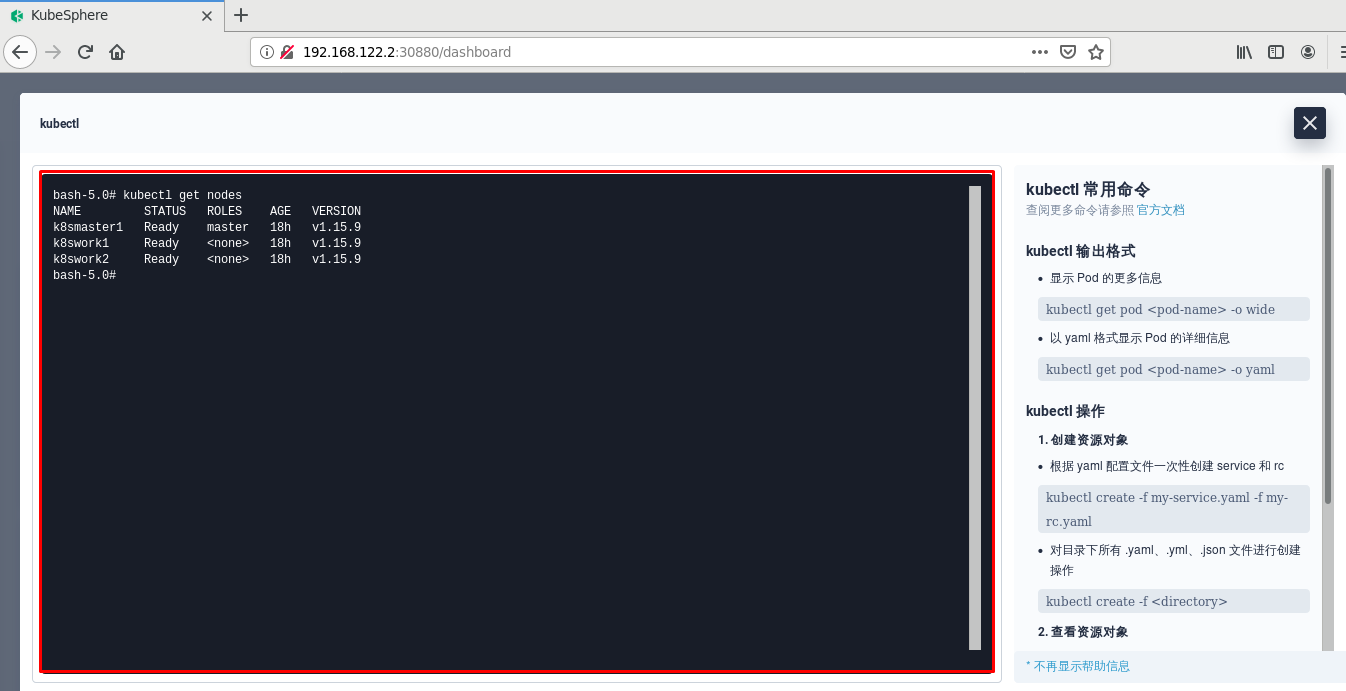 KubeSphere
192.168.122.2:30880/dashboard
kubectl
bash-5.0# kubectl get nodes
NAME STATUS ROLES AGE VERSION
k8smaster1 Ready master 18h v1.15.9
k8swork1 Ready <none> 18h v1.15.9
k8swork2 Ready <none> 18h v1.15.9
bash-5.0#
kubectl 常用命令
查阅更多命令请参照 官方文档
kubectl 输出格式
• 显示 Pod 的更多信息
kubectl get pod <pod-name> -o wide
• 以 yaml 格式显示 Pod 的详细信息
kubectl get pod <pod-name> -o yaml
kubectl 操作
1. 创建资源对象
• 根据 yaml 配置文件一次性创建 service 和 rc
kubectl create -f my-service.yaml -f my-
rc.yaml
• 对目录下所有 .yaml、.yml、.json 文件进行创建
操作
kubectl create -f <directory>
2. 查看资源对象
* 不再显示帮助信息